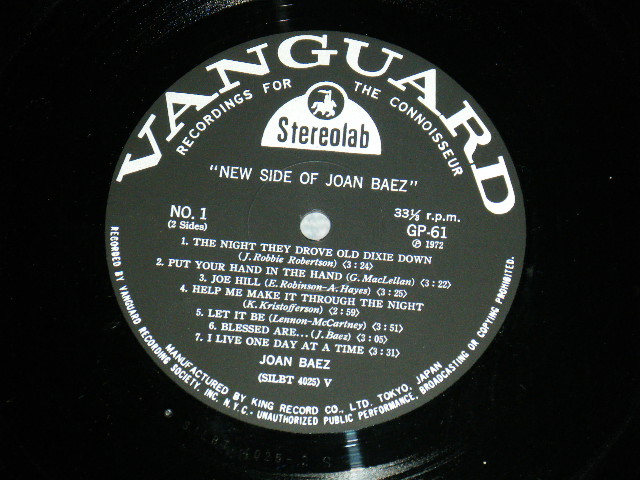 VANGUARD
RECORDINGS FOR THE CONNOISSEUR
Stereolab
"NEW SIDE OF JOAN BAEZ"
NO. 1
(2 Sides)
33⅓ r.p.m.
GP-61
Ⓟ 1972
1. THE NIGHT THEY DROVE OLD DIXIE DOWN
(J. Robbie Robertson) <3:24>
2. PUT YOUR HAND IN THE HAND (G. MacLellan) <3:22>
3. JOE HILL (E. Robinson-A. Hayes) <3:25>
4. HELP ME MAKE IT THROUGH THE NIGHT
(K. Kristofferson) <2:59>
5. LET IT BE (Lennon-McCartney) <3:51>
6. BLESSED ARE... (J. Baez) <3:05>
7. I LIVE ONE DAY AT A TIME <3:31>
JOAN BAEZ
(SILBT 4025) V
MANUFACTURED BY KING RECORD CO., LTD. TOKYO, JAPAN
RECORDED BY VANGUARD RECORDING SOCIETY, INC. N.Y.C. - UNAUTHORIZED PUBLIC PERFORMANCE, BROADCASTING OR COPYING PROHIBITED.